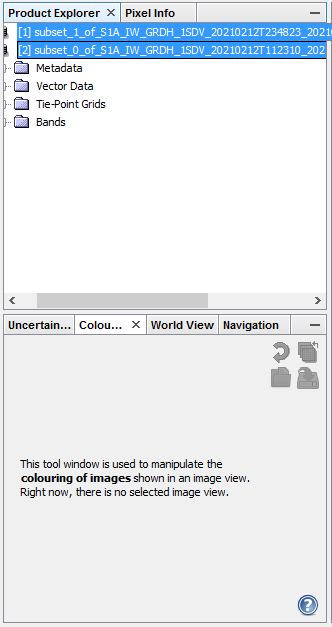 Product Explorer Pixel Info
[1] subset_1_of_S1A_IW_GRDH_1SDV_20210212T234823_2021
[2] subset_0_of_S1A_IW_GRDH_1SDV_20210212T112310_202
Metadata
Vector Data
Tie-Point Grids
Bands
Uncertain... Colou... World View Navigation
This tool window is used to manipulate the
colouring of images shown in an image view.
Right now, there is no selected image view.